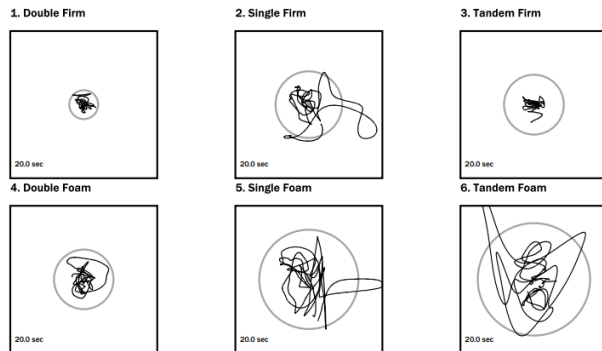 1. Double Firm
2. Single Firm
3. Tandem Firm
20.0 sec
20.0 sec
20.0 sec
4. Double Foam
5. Single Foam
6. Tandem Foam
20.0 sec
20.0 sec
20.0 sec